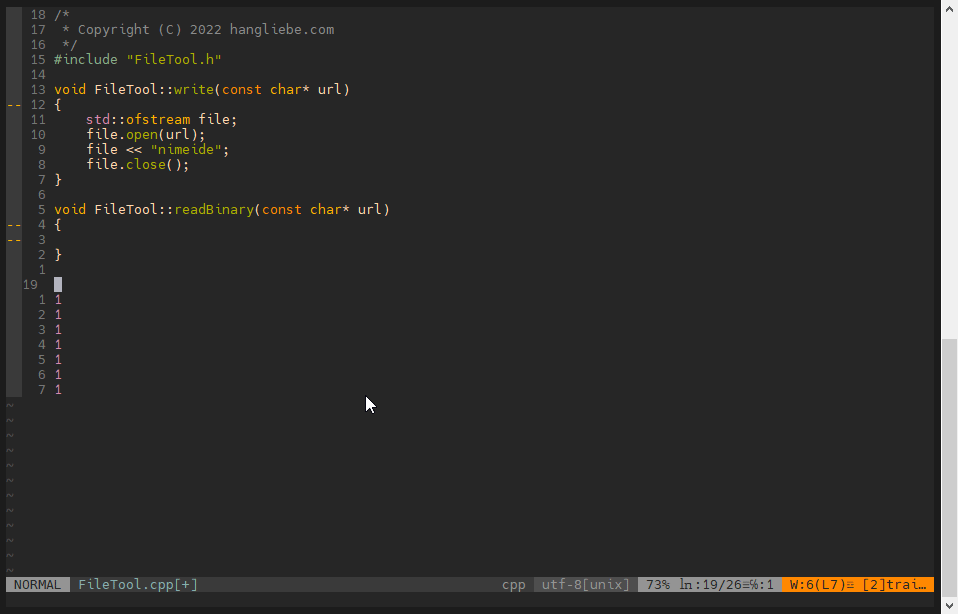 18 /*
17  * Copyright (C) 2022 hangliebe.com
16  */
15 #include "FileTool.h"
14
13 void FileTool::write(const char* url)
-- 12 {
11     std::ofstream file;
10     file.open(url);
9     file << "nimeide";
8     file.close();
7 }
6
5 void FileTool::readBinary(const char* url)
-- 4 {
-- 3
2 }
1
19
1 1
2 1
3 1
4 1
5 1
6 1
7 1
~
~
~
~
~
~
~
~
~
~
~
~
NORMAL FileTool.cpp[+] cpp utf-8[unix] 73% ln:19/26≡%:1 W:6(L7) [2]trai…